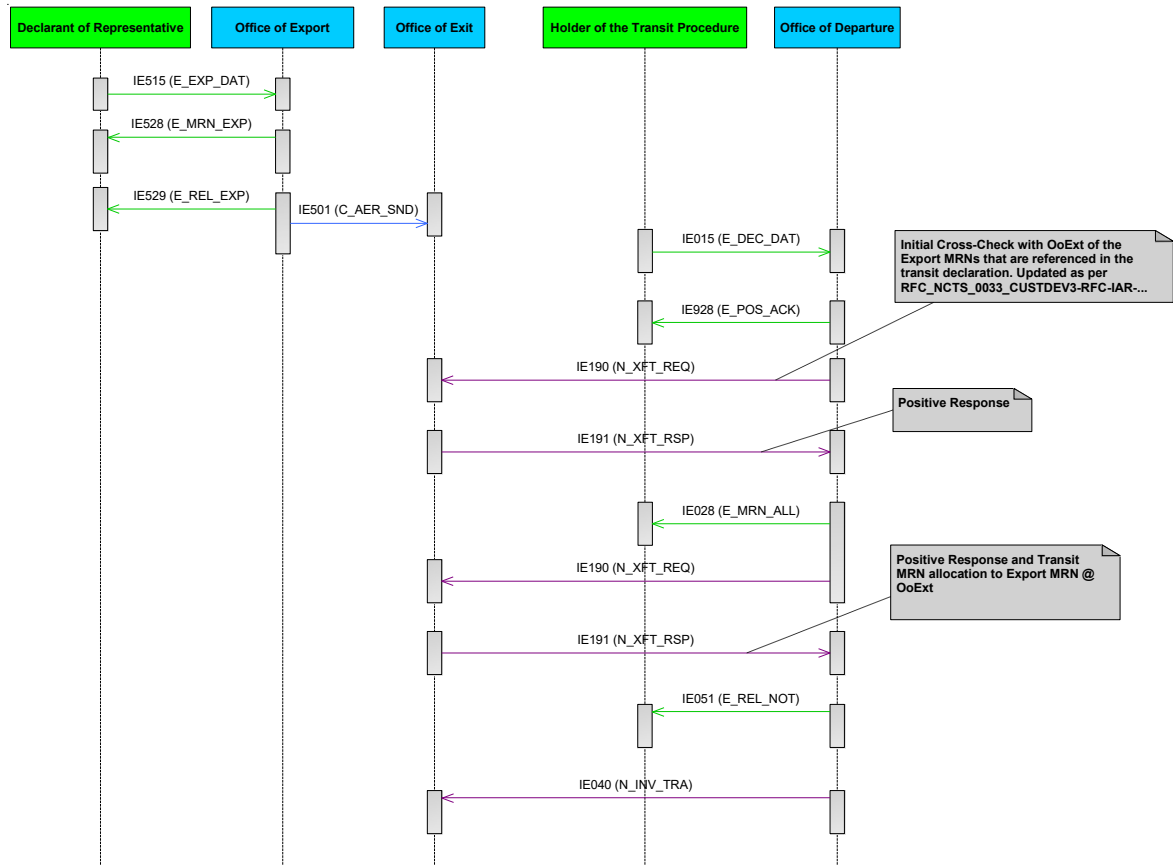 Declarant of Representative
Office of Export
Office of Exit
Holder of the Transit Procedure
Office of Departure
IE515 (E_EXP_DAT)
IE528 (E_MRN_EXP)
IE529 (E_REL_EXP)
IE501 (C_AER_SND)
IE015 (E_DEC_DAT)
Initial Cross-Check with OoExt of the
Export MRNs that are referenced in the
transit declaration. Updated as per
RFC_NCTS_0033_CUSTDEV3-RFC-IAR-...
IE928 (E_POS_ACK)
IE190 (N_XFT_REQ)
Positive Response
IE191 (N_XFT_RSP)
IE028 (E_MRN_ALL)
Positive Response and Transit
MRN allocation to Export MRN @
OoExt
IE190 (N_XFT_REQ)
IE191 (N_XFT_RSP)
IE051 (E_REL_NOT)
IE040 (N_INV_TRA)